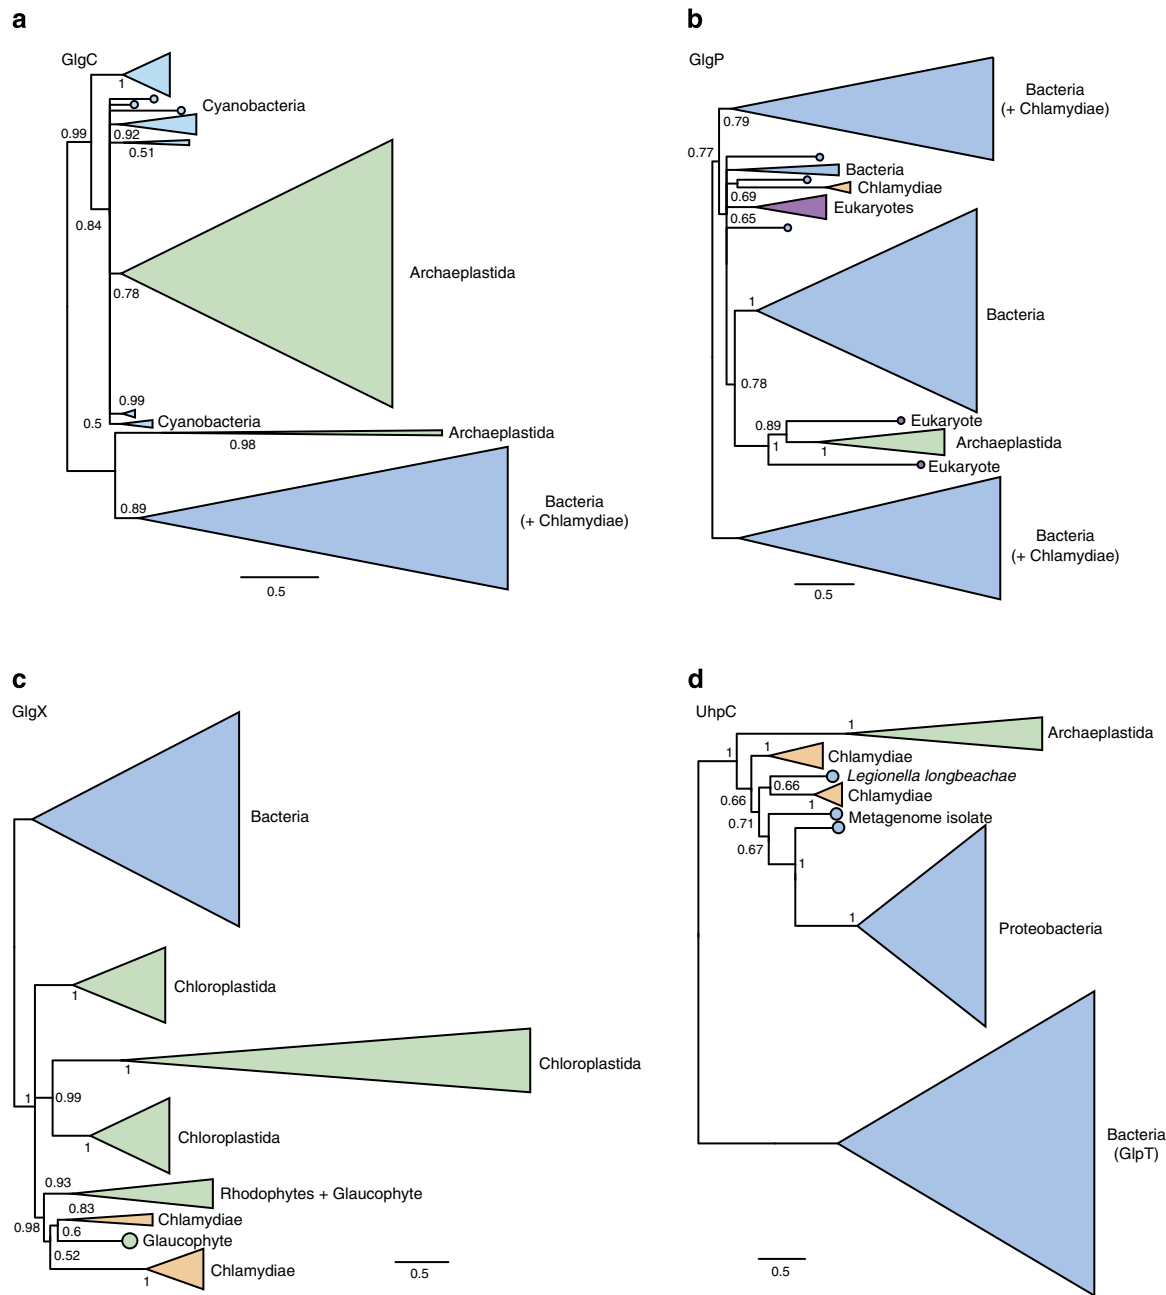 a
GlgC
1
Cyanobacteria
0.99
0.92
0.51
0.84
Archaeplastida
0.78
0.99
0.5
Cyanobacteria
Archaeplastida
0.98
0.89
Bacteria
(+ Chlamydiae)
0.5
b
GlgP
Bacteria
(+ Chlamydiae)
0.79
0.77
Bacteria
Chlamydiae
0.69
Eukaryotes
0.65
1
Bacteria
0.78
0.89
Eukaryote
Archaeplastida
1
1
Eukaryote
Bacteria
(+ Chlamydiae)
0.5
c
GlgX
Bacteria
Chloroplastida
1
Chloroplastida
1
1
0.99
Chloroplastida
1
0.93
Rhodophytes + Glaucophyte
0.83
Chlamydiae
0.98
0.6
Glaucophyte
0.52
Chlamydiae
1
0.5
d
UhpC
1
Archaeplastida
1
1
Chlamydiae
Legionella longbeachae
0.66
0.66
Chlamydiae
1
0.71
Metagenome isolate
0.67
1
1
Proteobacteria
Bacteria
(GlpT)
0.5